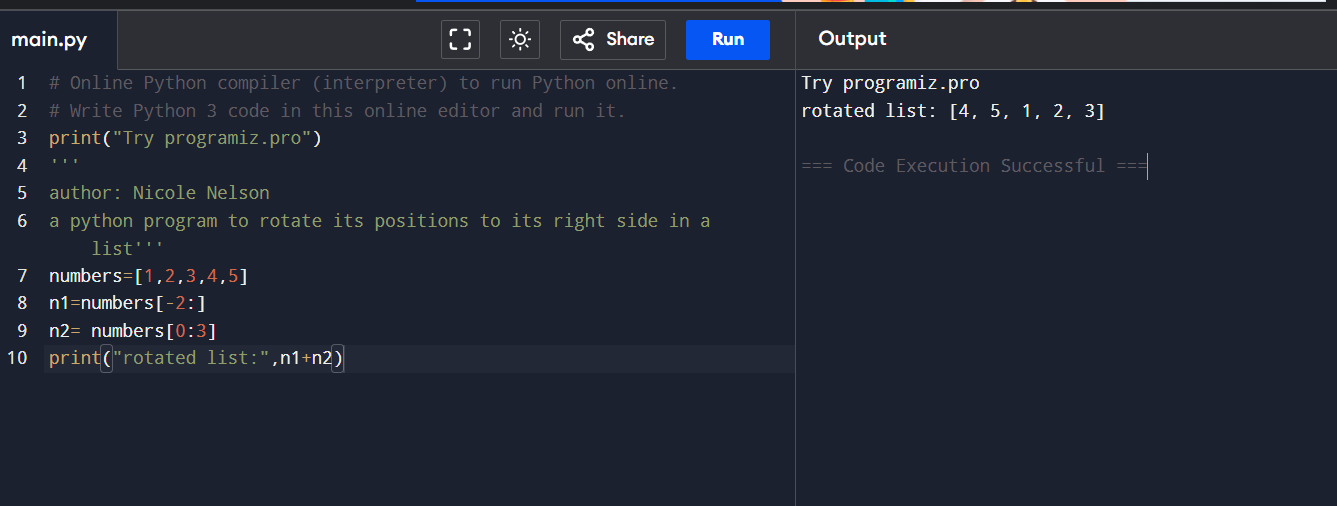 main.py
Share
Run
Output
1 # Online Python compiler (interpreter) to run Python online.
2 # Write Python 3 code in this online editor and run it.
3 print("Try programiz.pro")
4 '''
5 author: Nicole Nelson
6 a python program to rotate its positions to its right side in a
list'''
7 numbers=[1,2,3,4,5]
8 n1=numbers[-2:]
9 n2= numbers[0:3]
10 print("rotated list:",n1+n2)
Try programiz.pro
rotated list: [4, 5, 1, 2, 3]
=== Code Execution Successful ===